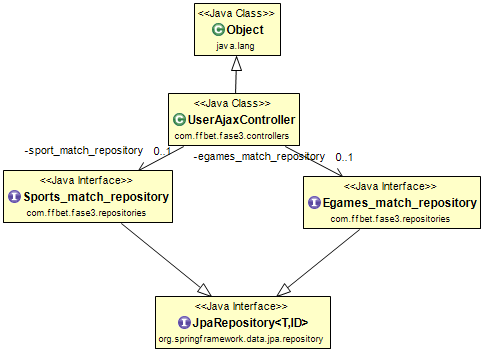 <<Java Class>>
Object
java.lang
<<Java Class>>
UserAjaxController
com.ffbet.fase3.controllers
-sport_match_repository 0..1
-egames_match_repository 0..1
<<Java Interface>>
Sports_match_repository
com.ffbet.fase3.repositories
<<Java Interface>>
Egames_match_repository
com.ffbet.fase3.repositories
<<Java Interface>>
JpaRepository<T,ID>
org.springframework.data.jpa.repository